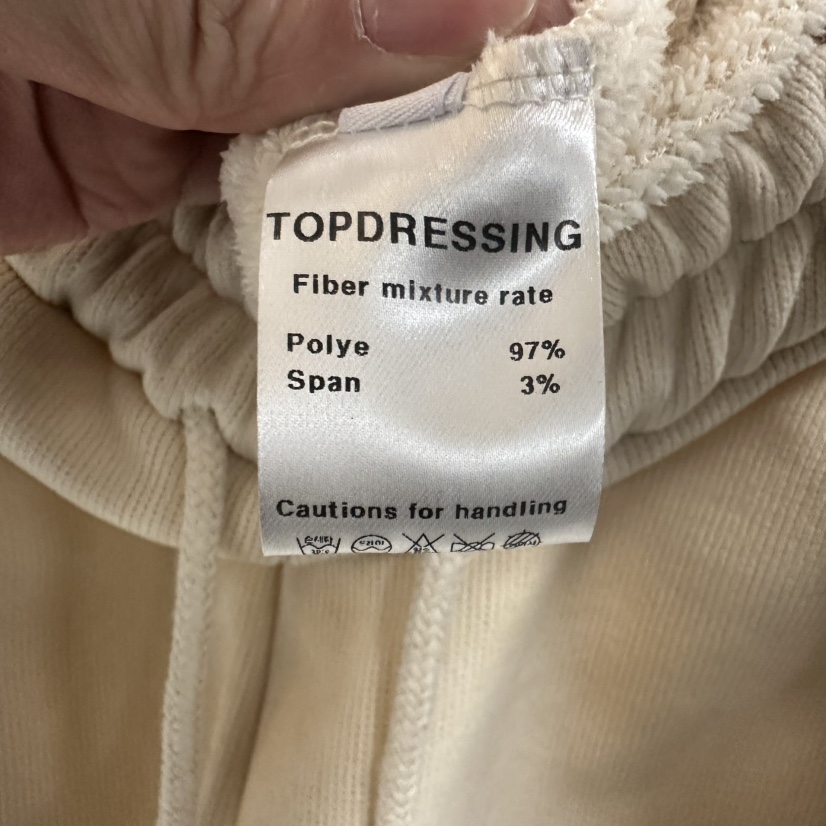 TOPDRESSING
Fiber mixture rate
Polye 97%
Span 3%
Cautions for handling